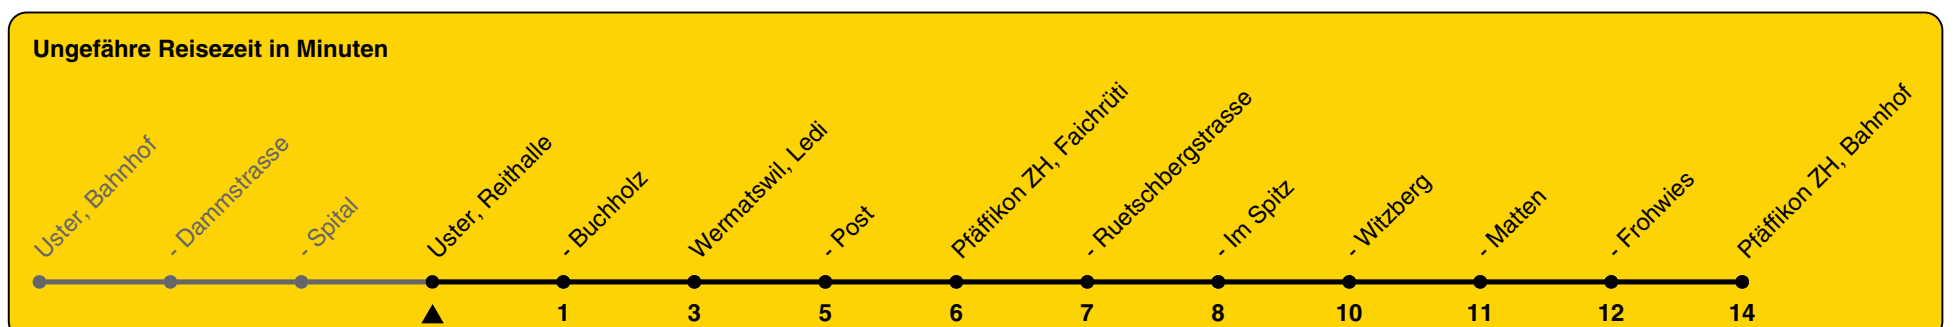 Ungefähre Reisezeit in Minuten
Uster, Bahnhof
- Dammstrasse
- Spital
Uster, Reithalle
- Buchholz
Wermatswil, Ledi
- Post
Pfäffikon ZH, Faichrüti
- Ruetschbergstrasse
- Im Spitz
- Witzberg
- Matten
- Frohwies
Pfäffikon ZH, Bahnhof
1 3 5 6 7 8 10 11 12 14